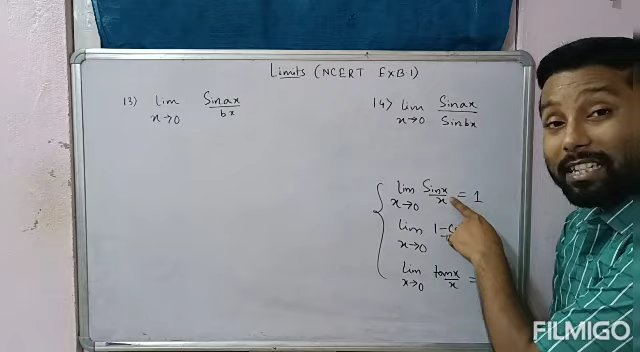 Limits (NCERT EXB.1)
13) lim x→0 Sinax/bx
14) lim x→0 Sinax/Sinbx
lim x→0 Sinx/x = 1
lim x→0 1-c
lim x→0 tanx/x =
FILMIGO